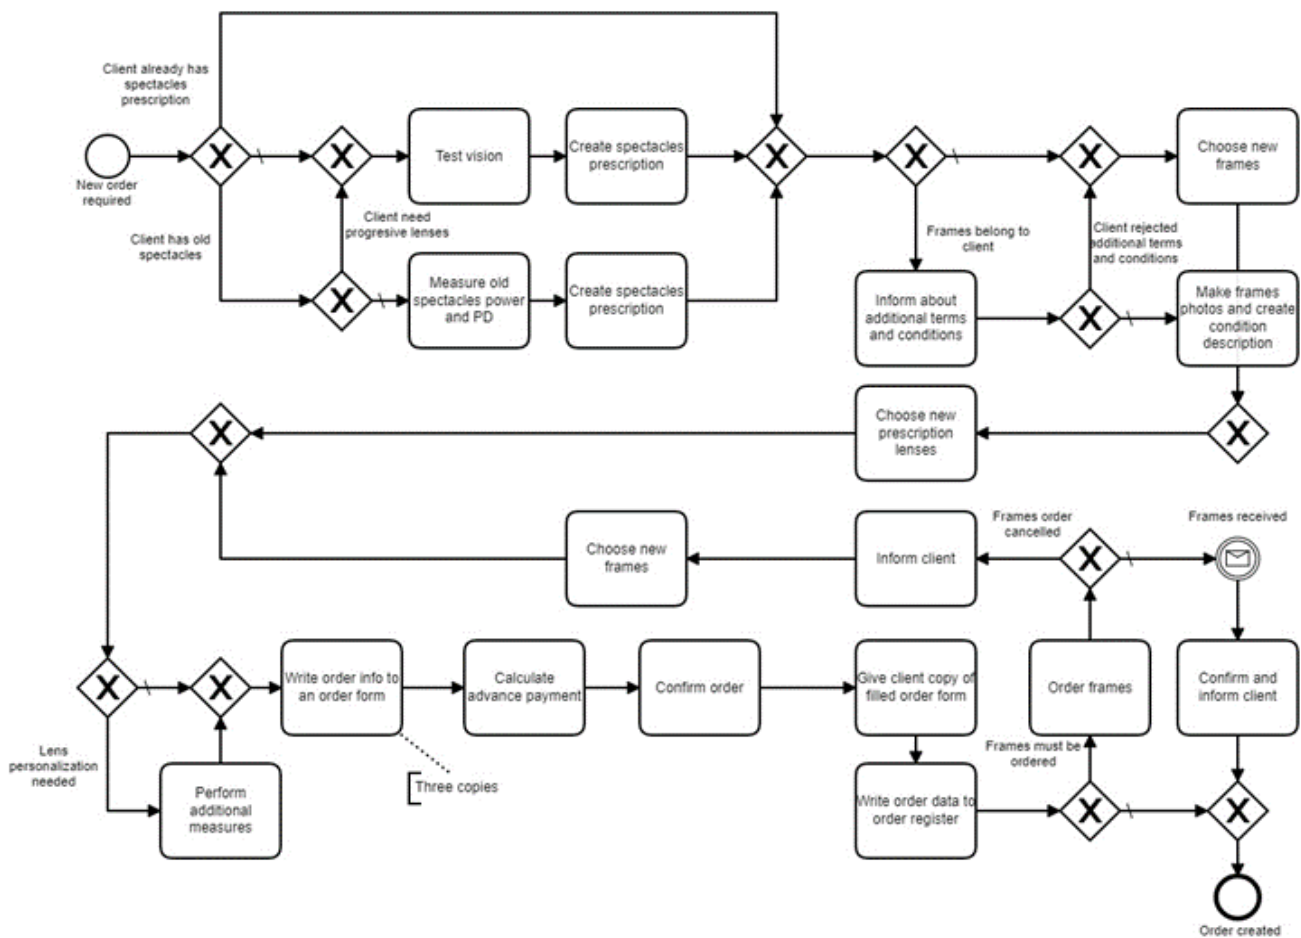 Client already has
spectacles
prescription
New order
required
Test vision
Create spectacles
prescription
Choose new
frames
Client has old
spectacles
Client need
progresive lenses
Frames belong to
client
Client rejected
additional terms
and conditions
Measure old
spectacles power
and PD
Create spectacles
prescription
Inform about
additional terms
and conditions
Make frames
photos and create
condition
description
Choose new
prescription
lenses
Choose new
frames
Inform client
Frames order
cancelled
Frames received
Write order info to
an order form
Calculate
advance payment
Confirm order
Give client copy of
filled order form
Order frames
Confirm and
inform client
Lens
personalization
needed
Perform
additional
measures
Three copies
Write order data to
order register
Frames must be
ordered
Order created